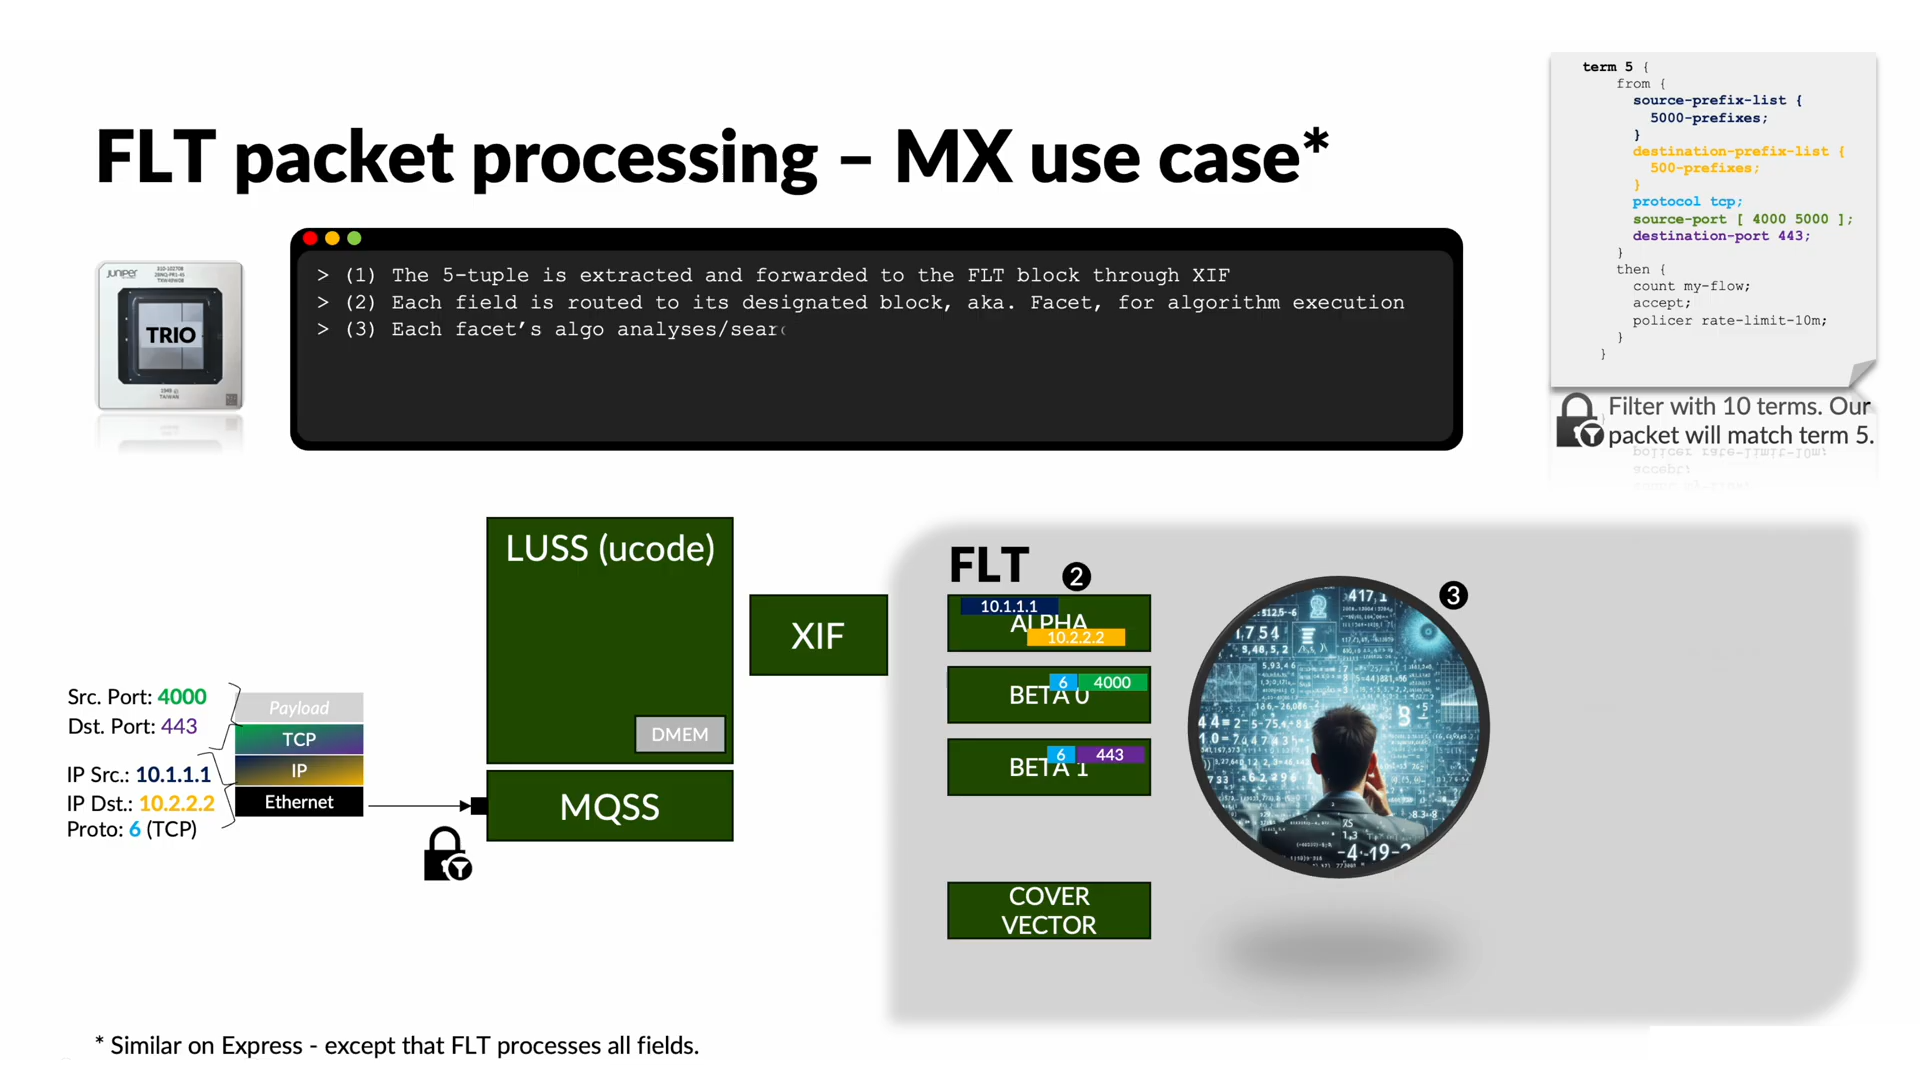 FLT packet processing – MX use case*
term 5 {
from {
source-prefix-list {
5000-prefixes;
}
destination-prefix-list {
500-prefixes;
}
protocol tcp;
source-port [ 4000 5000 ];
destination-port 443;
}
then {
count my-flow;
accept;
policer rate-limit-10m;
}
}
Filter with 10 terms. Our
packet will match term 5.
> (1) The 5-tuple is extracted and forwarded to the FLT block through XIF
> (2) Each field is routed to its designated block, aka. Facet, for algorithm execution
> (3) Each facet's algo analyses/sear
Juniper
TRIO
TAIWAN
LUSS (ucode)
DMEM
MQSS
XIF
Src. Port: 4000
Dst. Port: 443
IP Src.: 10.1.1.1
IP Dst.: 10.2.2.2
Proto: 6 (TCP)
Payload
TCP
IP
Ethernet
FLT
2
10.1.1.1
ALPHA
10.2.2.2
6 4000
BETA 0
6 443
BETA 1
COVER
VECTOR
3
* Similar on Express - except that FLT processes all fields.